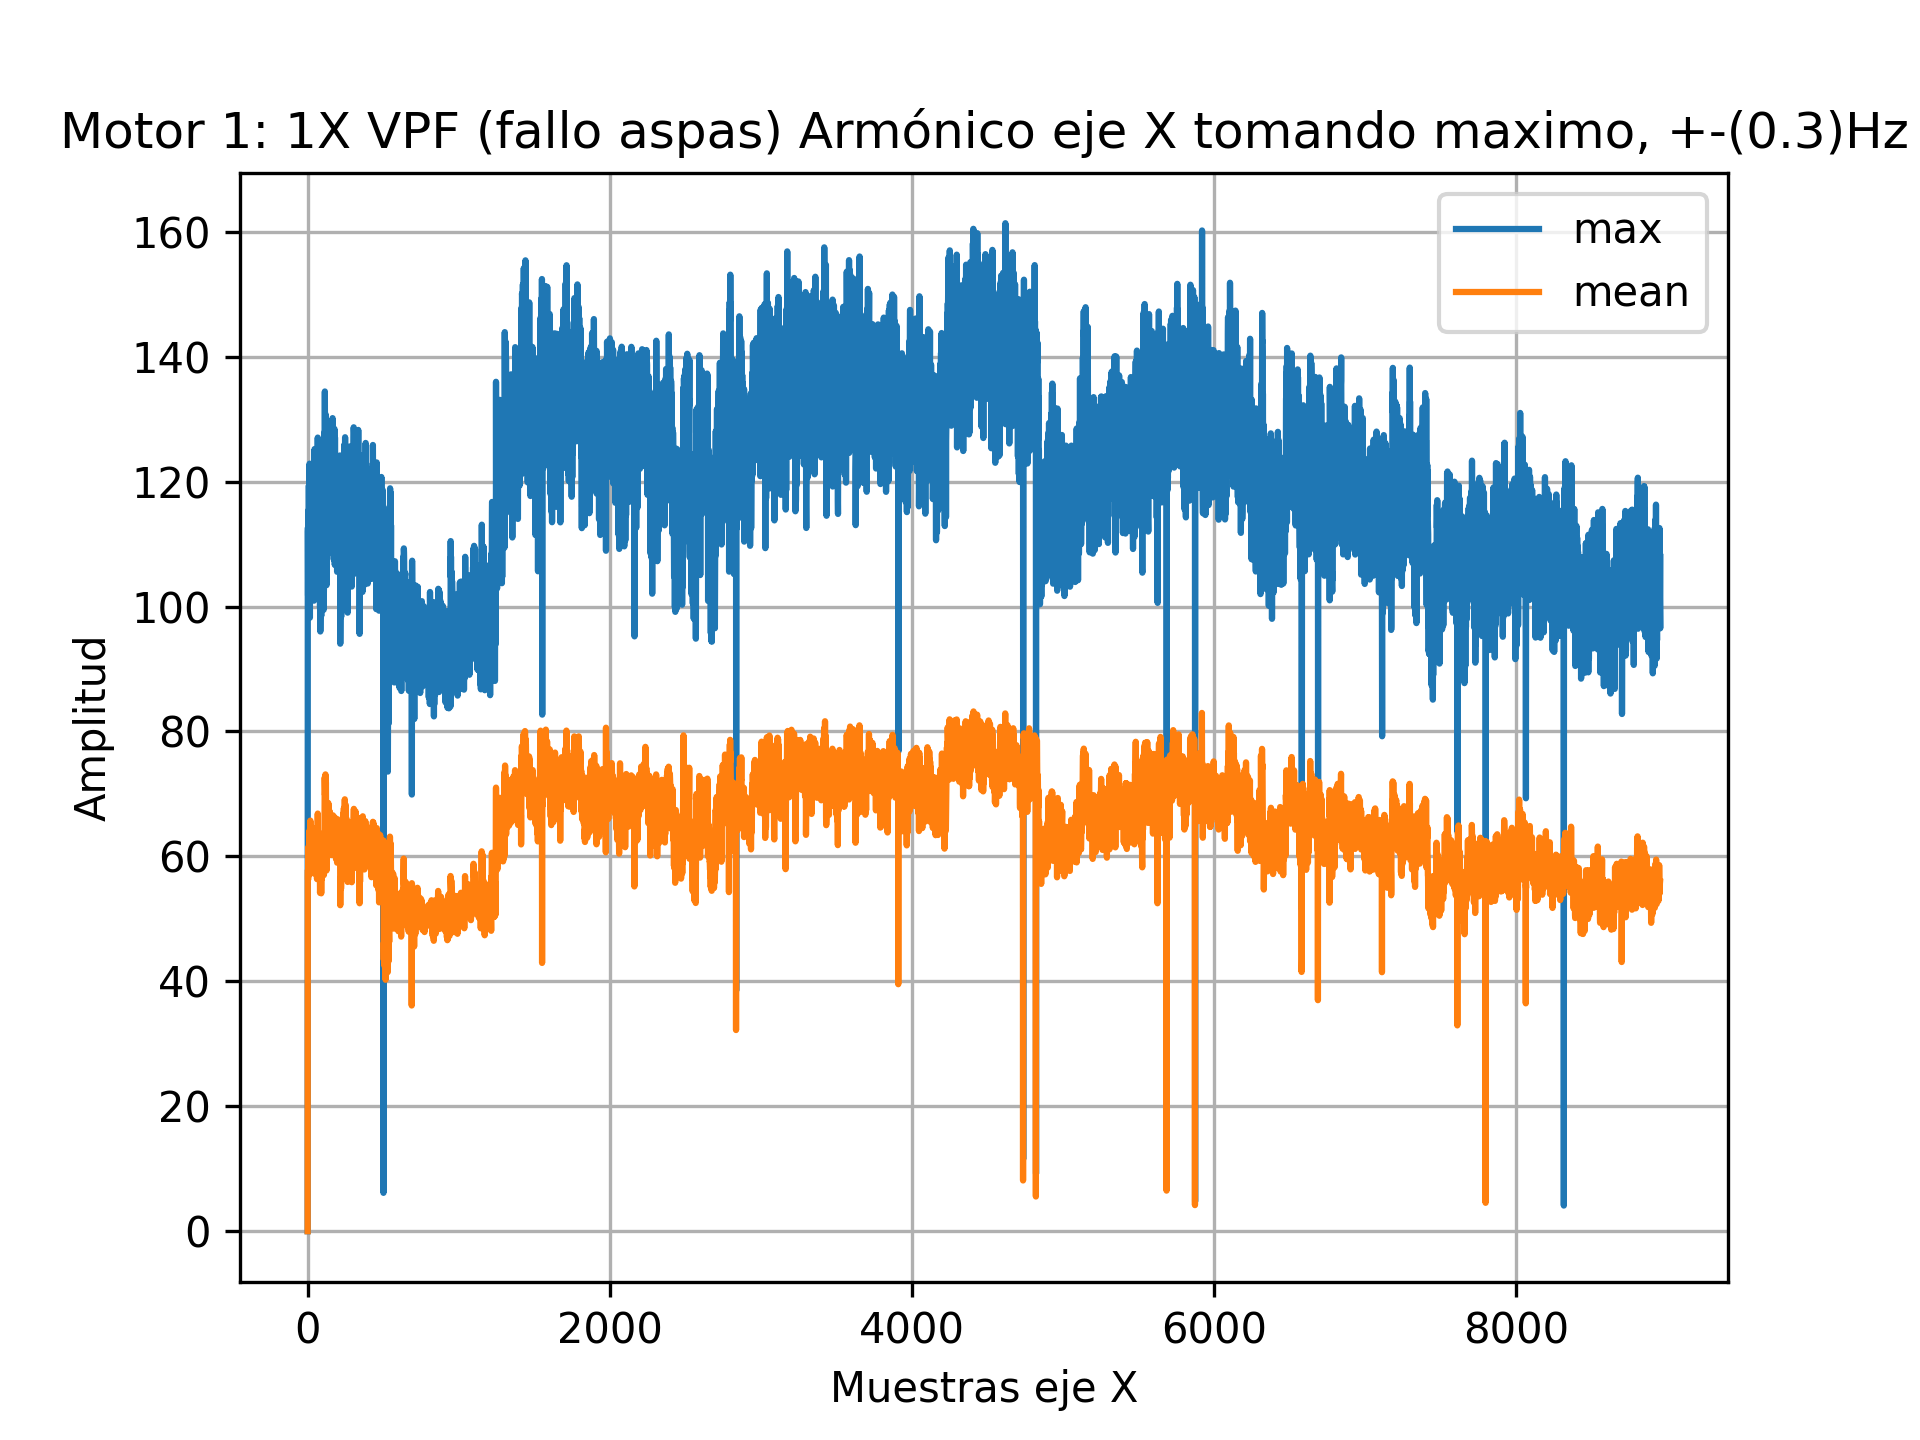 Motor 1: 1X VPF (fallo aspas) Armónico eje X tomando maximo, +-(0.3)Hz
max
mean
Amplitud
160
140
120
100
80
60
40
20
0
0 2000 4000 6000 8000
Muestras eje X